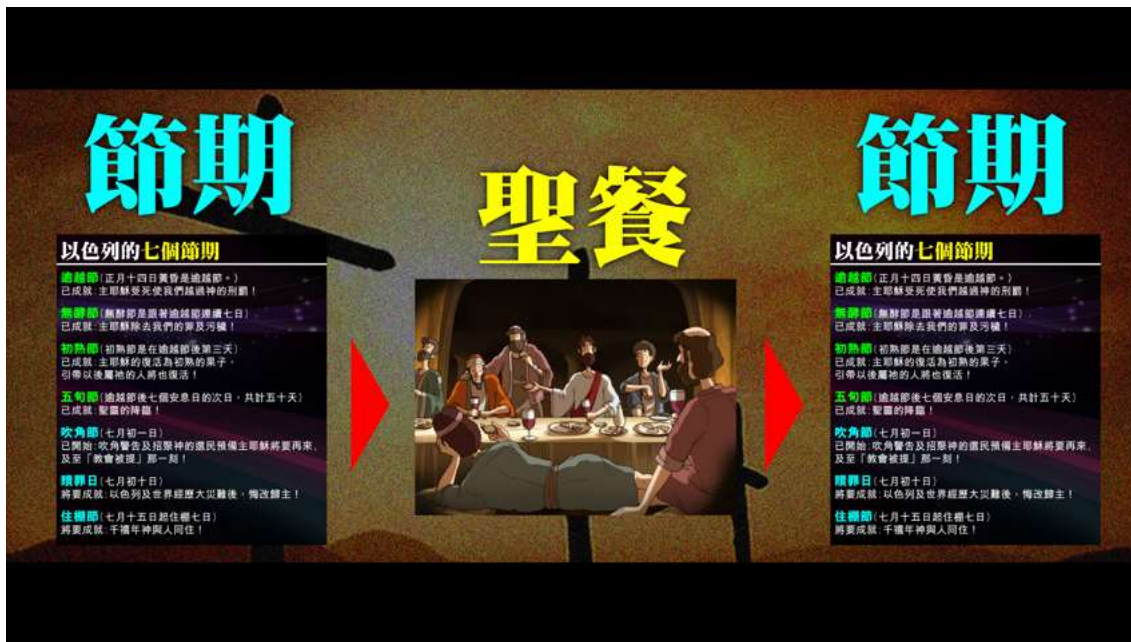 節期
以色列的七個節期
逾越節(正月十四日黃昏是逾越節。)
已成就:主耶穌受死使我們越過神的刑罰!
無酵節(無酵節是跟著逾越節連續七日)
已成就:主耶穌除去我們的罪及污穢!
初熟節(初熟節是在逾越節後第三天)
已成就:主耶穌的復活為初熟的果子,
引帶以後屬祂的人將也復活!
五旬節(逾越節後七個安息日的次日,共計五十天)
已成就:聖靈的降臨!
吹角節(七月初一日)
已開始:吹角警告及招聚神的選民預備主耶穌將要再來,
及至「教會被提」那一刻!
贖罪日(七月初十日)
將要成就:以色列及世界經歷大災難後,悔改歸主!
住棚節(七月十五日起住棚七日)
將要成就:千禧年神與人同住!
聖餐
節期
以色列的七個節期
逾越節(正月十四日黃昏是逾越節。)
已成就:主耶穌受死使我們越過神的刑罰!
無酵節(無酵節是跟著逾越節連續七日)
已成就:主耶穌除去我們的罪及污穢!
初熟節(初熟節是在逾越節後第三天)
已成就:主耶穌的復活為初熟的果子,
引帶以後屬祂的人將也復活!
五旬節(逾越節後七個安息日的次日,共計五十天)
已成就:聖靈的降臨!
吹角節(七月初一日)
已開始:吹角警告及招聚神的選民預備主耶穌將要再來,
及至「教會被提」那一刻!
贖罪日(七月初十日)
將要成就:以色列及世界經歷大災難後,悔改歸主!
住棚節(七月十五日起住棚七日)
將要成就:千禧年神與人同住!